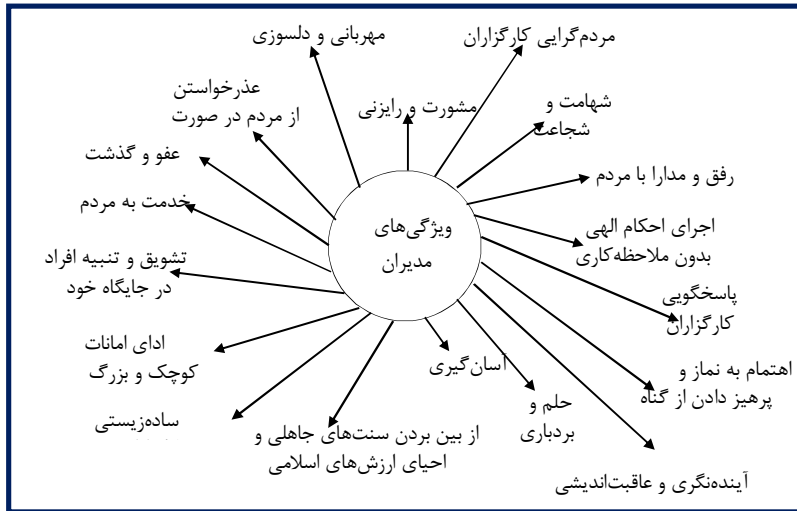 مردم‌گرایی کارگزاران
مهربانی و دلسوزی
عذرخواستن
از مردم در صورت
مشورت و رایزنی
شهامت و
شجاعت
عفو و گذشت
رفق و مدارا با مردم
خدمت به مردم
ویژگی‌های
مدیران
اجرای احکام الهی
بدون ملاحظه‌کاری
تشویق و تنبیه افراد
در جایگاه خود
پاسخگویی
کارگزاران
ادای امانات
کوچک و بزرگ
آسان‌گیری
اهتمام به نماز و
پرهیز دادن از گناه
حلم و
بردباری
ساده‌زیستی
از بین بردن سنت‌های جاهلی و
احیای ارزش‌های اسلامی
آینده‌نگری و عاقبت‌اندیشی